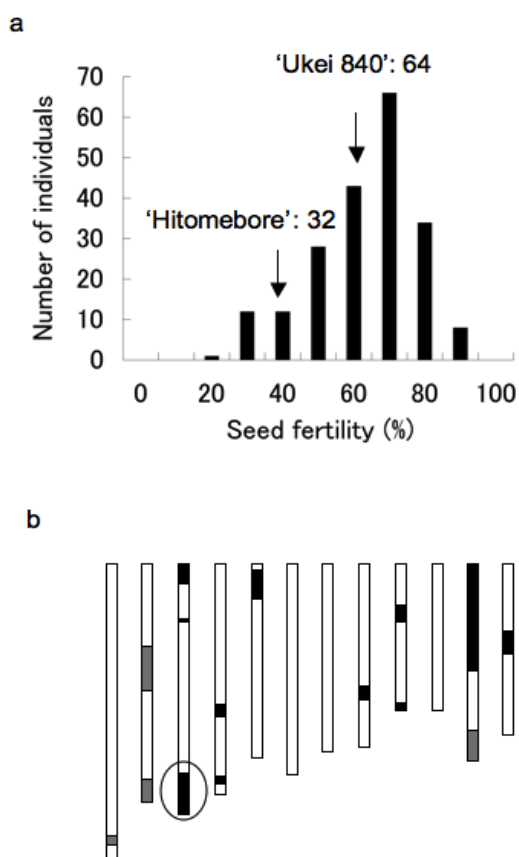 a
'Ukei 840': 64
'Hitomebore': 32
Number of individuals
70
60
50
40
30
20
10
0
0 20 40 60 80 100
Seed fertility (%)
b